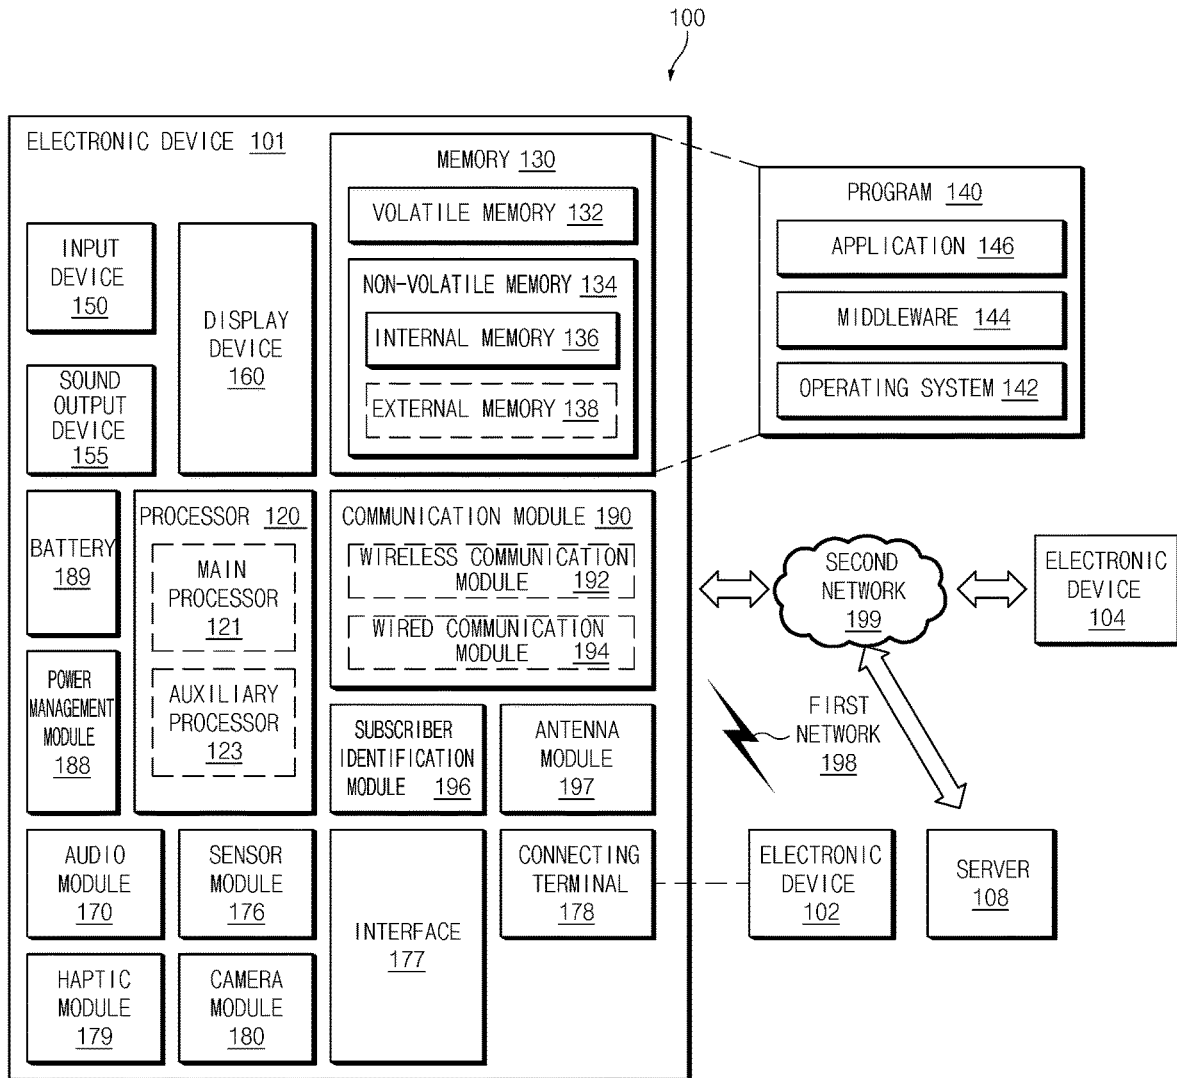 100
ELECTRONIC DEVICE 101
MEMORY 130
VOLATILE MEMORY 132
NON-VOLATILE MEMORY 134
INTERNAL MEMORY 136
EXTERNAL MEMORY 138
PROGRAM 140
APPLICATION 146
MIDDLEWARE 144
OPERATING SYSTEM 142
INPUT
DEVICE
150
DISPLAY
DEVICE
160
SOUND
OUTPUT
DEVICE
155
BATTERY
189
PROCESSOR 120
MAIN
PROCESSOR
121
AUXILIARY
PROCESSOR
123
COMMUNICATION MODULE 190
WIRELESS COMMUNICATION
MODULE 192
WIRED COMMUNICATION
MODULE 194
SECOND
NETWORK
199
ELECTRONIC
DEVICE
104
POWER
MANAGEMENT
MODULE
188
SUBSCRIBER
IDENTIFICATION
MODULE 196
ANTENNA
MODULE
197
FIRST
NETWORK
198
AUDIO
MODULE
170
SENSOR
MODULE
176
INTERFACE
177
CONNECTING
TERMINAL
178
ELECTRONIC
DEVICE
102
SERVER
108
HAPTIC
MODULE
179
CAMERA
MODULE
180